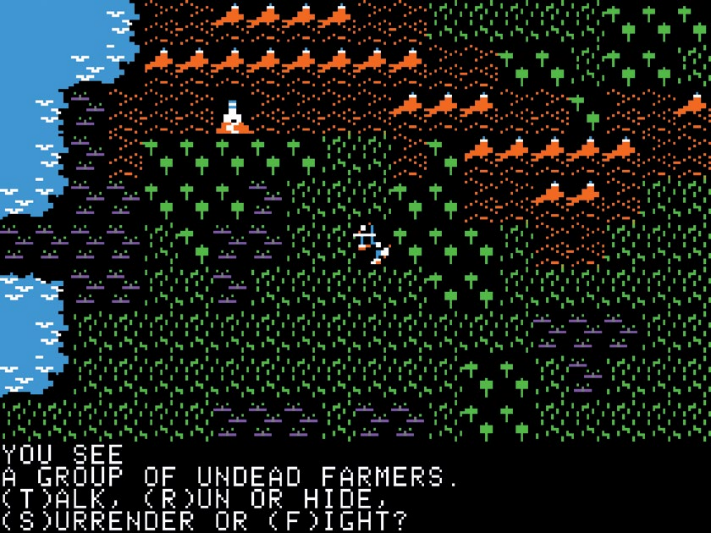 YOU SEE
A GROUP OF UNDEAD FARMERS.
(T)ALK, (R)UN OR HIDE,
(S)URRENDER OR (F)IGHT?